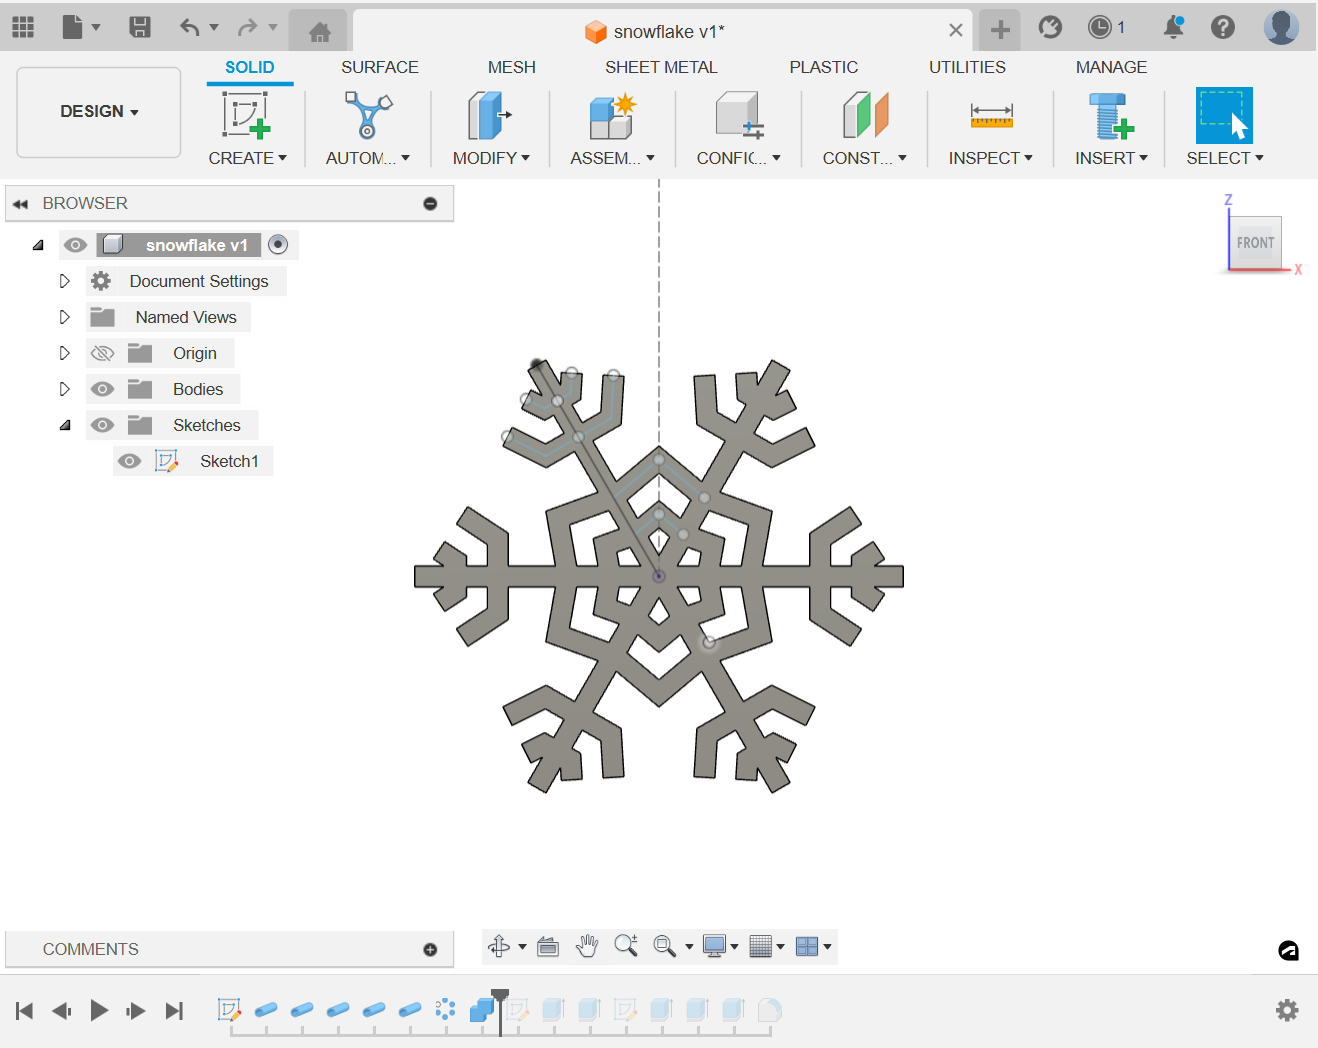 snowflake v1*
1
SOLID SURFACE MESH SHEET METAL PLASTIC UTILITIES MANAGE
DESIGN
CREATE AUTOM... MODIFY ASSEM... CONFIG... CONST... INSPECT INSERT SELECT
BROWSER
snowflake v1
Document Settings
Named Views
Origin
Bodies
Sketches
Sketch1
Z
FRONT
X
COMMENTS